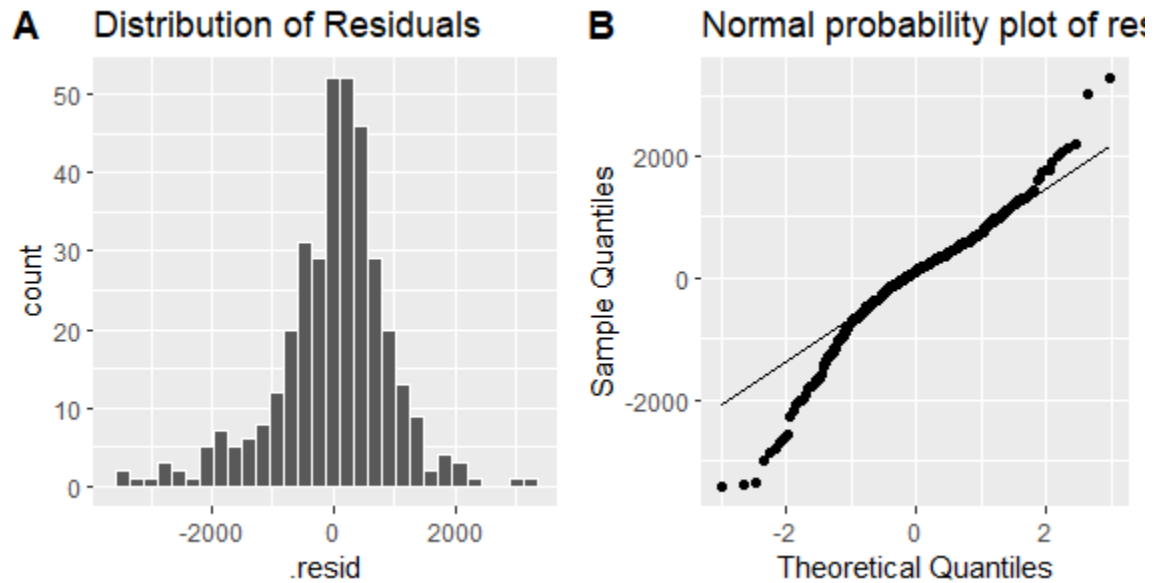 A Distribution of Residuals
50
40
30
20
10
0
count
-2000 0 2000
.resid
B Normal probability plot of res
2000
0
-2000
Sample Quantiles
-2 0 2
Theoretical Quantiles